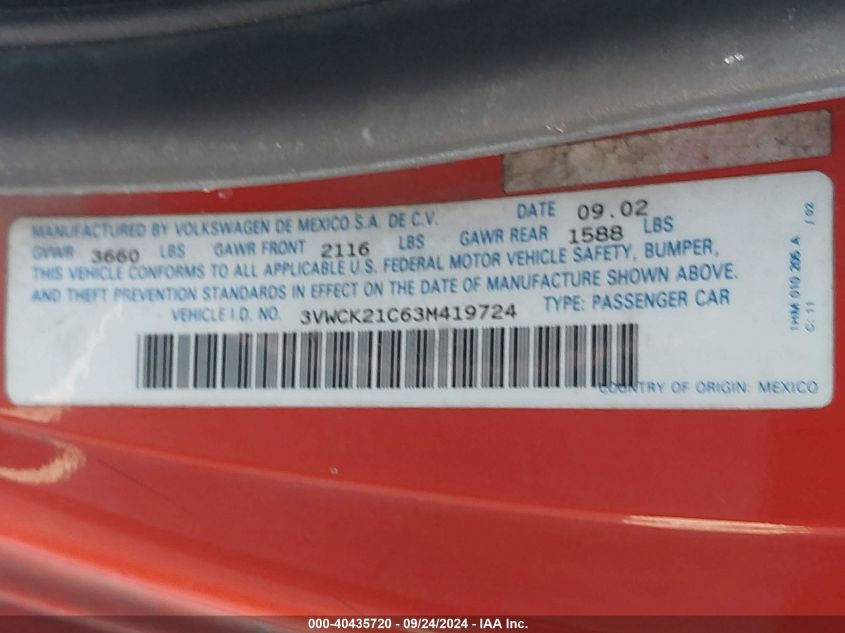 MANUFACTURED BY VOLKSWAGEN DE MEXICO S.A. DE C.V. DATE 09.02
GVWR 3660 LBS GAWR FRONT 2116 LBS GAWR REAR 1588 LBS
THIS VEHICLE CONFORMS TO ALL APPLICABLE U.S. FEDERAL MOTOR VEHICLE SAFETY, BUMPER,
AND THEFT PREVENTION STANDARDS IN EFFECT ON THE DATE OF MANUFACTURE SHOWN ABOVE.
VEHICLE I.D. NO. 3VWCK21C63M419724 TYPE: PASSENGER CAR
COUNTRY OF ORIGIN: MEXICO
1HM 010 205 A / 02
C: 11
000-40435720 - 09/24/2024 - IAA Inc.